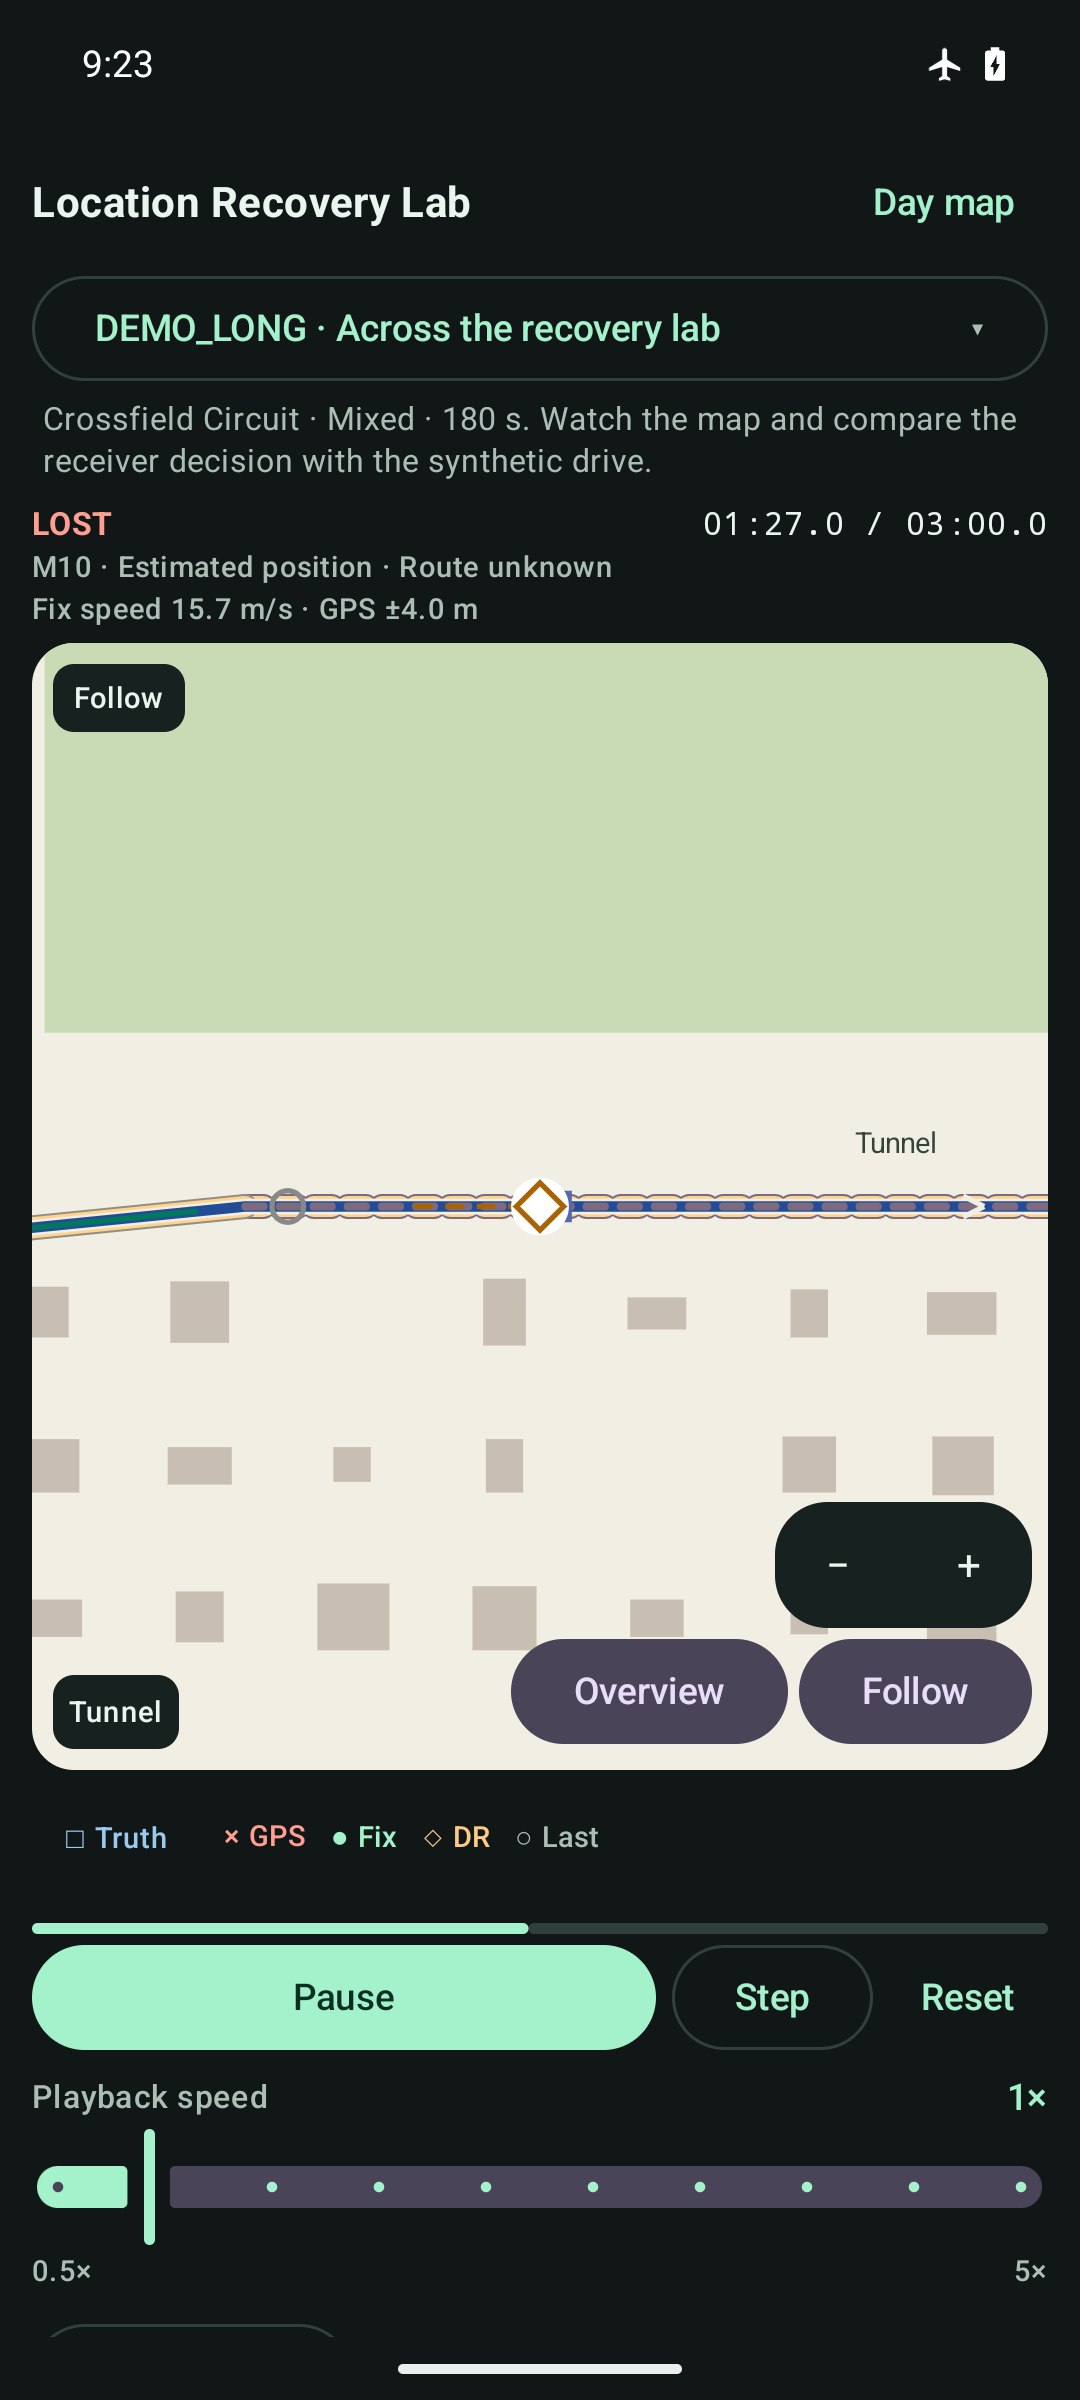 9:23
Location Recovery Lab
Day map
DEMO_LONG · Across the recovery lab
Crossfield Circuit · Mixed · 180 s. Watch the map and compare the
receiver decision with the synthetic drive.
LOST
01:27.0 / 03:00.0
M10 · Estimated position · Route unknown
Fix speed 15.7 m/s · GPS ±4.0 m
Follow
Tunnel
− +
Overview
Follow
Tunnel
□ Truth × GPS ● Fix ◇ DR ○ Last
Pause
Step
Reset
Playback speed
1×
0.5×
5×